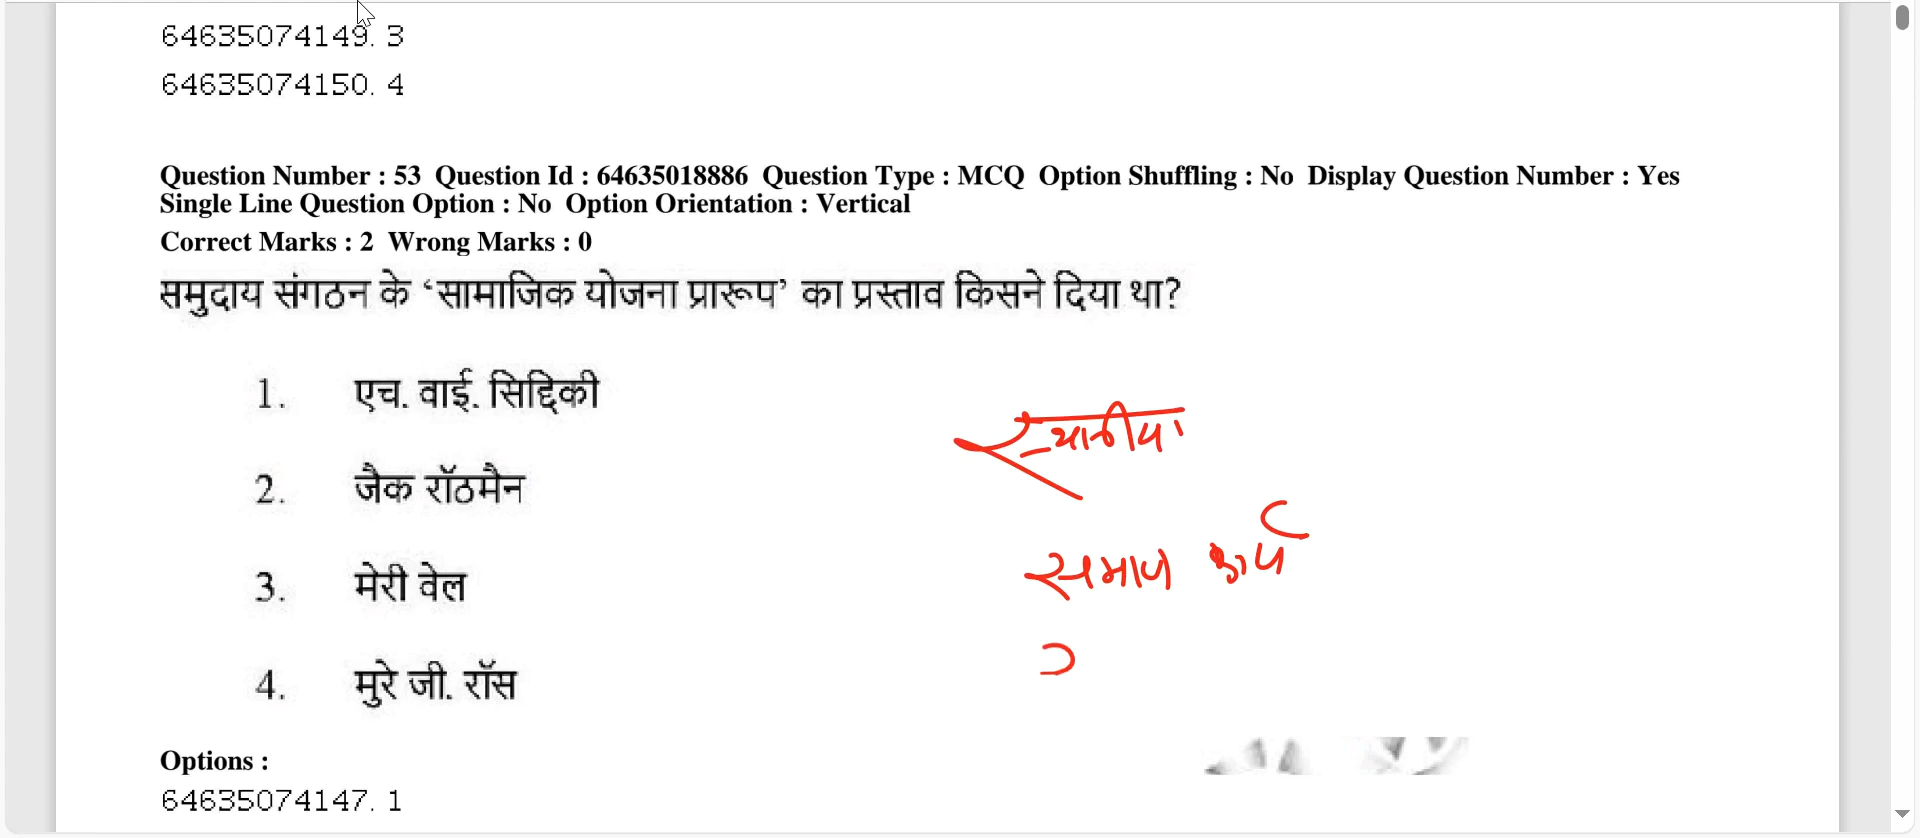 64635074149. 3
64635074150. 4
Question Number : 53 Question Id : 64635018886 Question Type : MCQ Option Shuffling : No Display Question Number : Yes
Single Line Question Option : No Option Orientation : Vertical
Correct Marks : 2 Wrong Marks : 0
समुदाय संगठन के ‘सामाजिक योजना प्रारूप’ का प्रस्ताव किसने दिया था?
1. एच. वाई. सिद्दिकी
2. जैक रॉठमैन
3. मेरी वेल
4. मुरे जी. रॉस
Options :
64635074147. 1